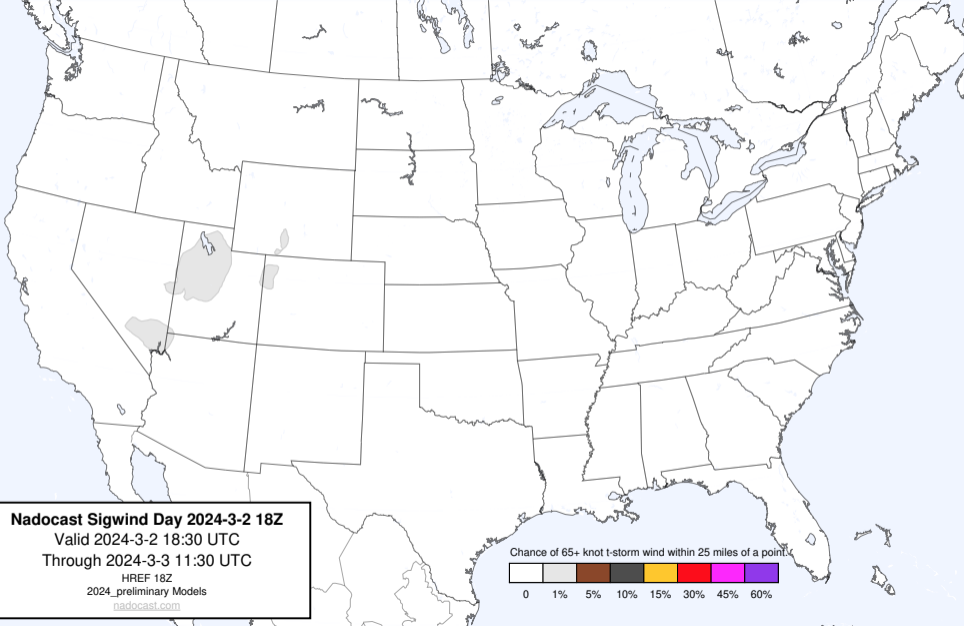 Nadocast Sigwind Day 2024-3-2 18Z
Valid 2024-3-2 18:30 UTC
Through 2024-3-3 11:30 UTC
HREF 18Z
2024_preliminary Models
nadocast.com
Chance of 65+ knot t-storm wind within 25 miles of a point.
0 1% 5% 10% 15% 30% 45% 60%